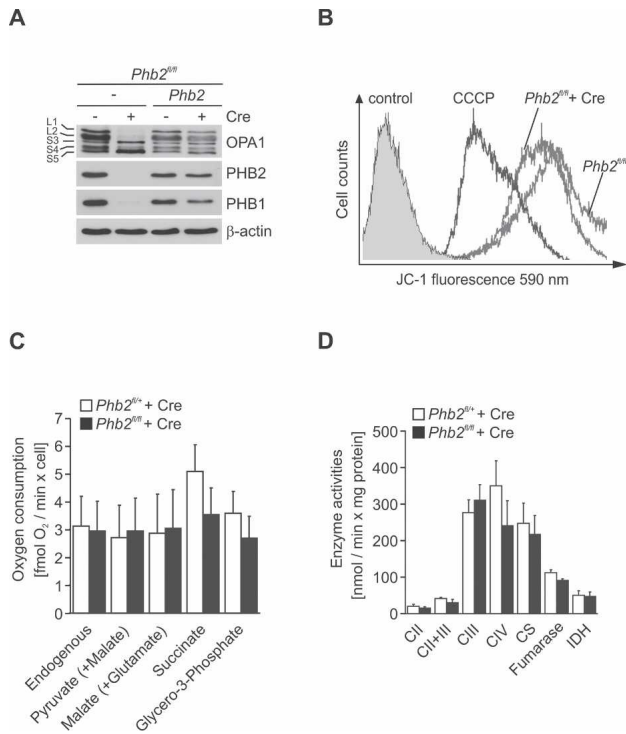 A
Phb2fl/fl
- Phb2
- + - + Cre
L1
L2
S3
S4
S5
OPA1
PHB2
PHB1
β-actin
B
control
CCCP
Phb2fl/fl + Cre
Phb2fl/fl
Cell counts
JC-1 fluorescence 590 nm
C
Phb2fl/+ + Cre
Phb2fl/fl + Cre
Oxygen consumption
[fmol O2 / min x cell]
7
6
5
4
3
2
1
0
Endogenous
Pyruvate (+Malate)
Malate (+Glutamate)
Succinate
Glycero-3-Phosphate
D
Phb2fl/+ + Cre
Phb2fl/fl + Cre
Enzyme activities
[nmol / min x mg protein]
500
400
300
200
100
0
CII
CII+III
CIII
CIV
CS
Fumarase
IDH